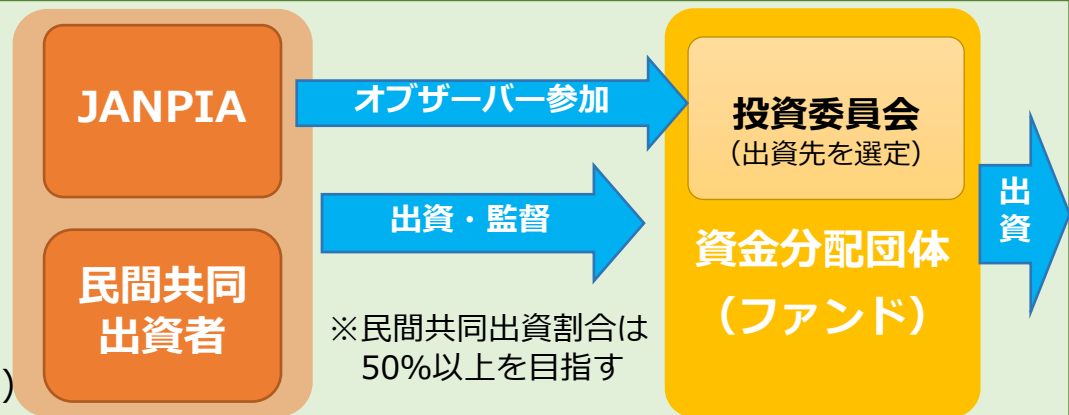 JANPIA
オブザーバー参加
投資委員会
（出資先を選定）
出資・監督
出
資
資金分配団体
（ファンド）
民間共同
出資者
※民間共同出資割合は
50%以上を目指す
）